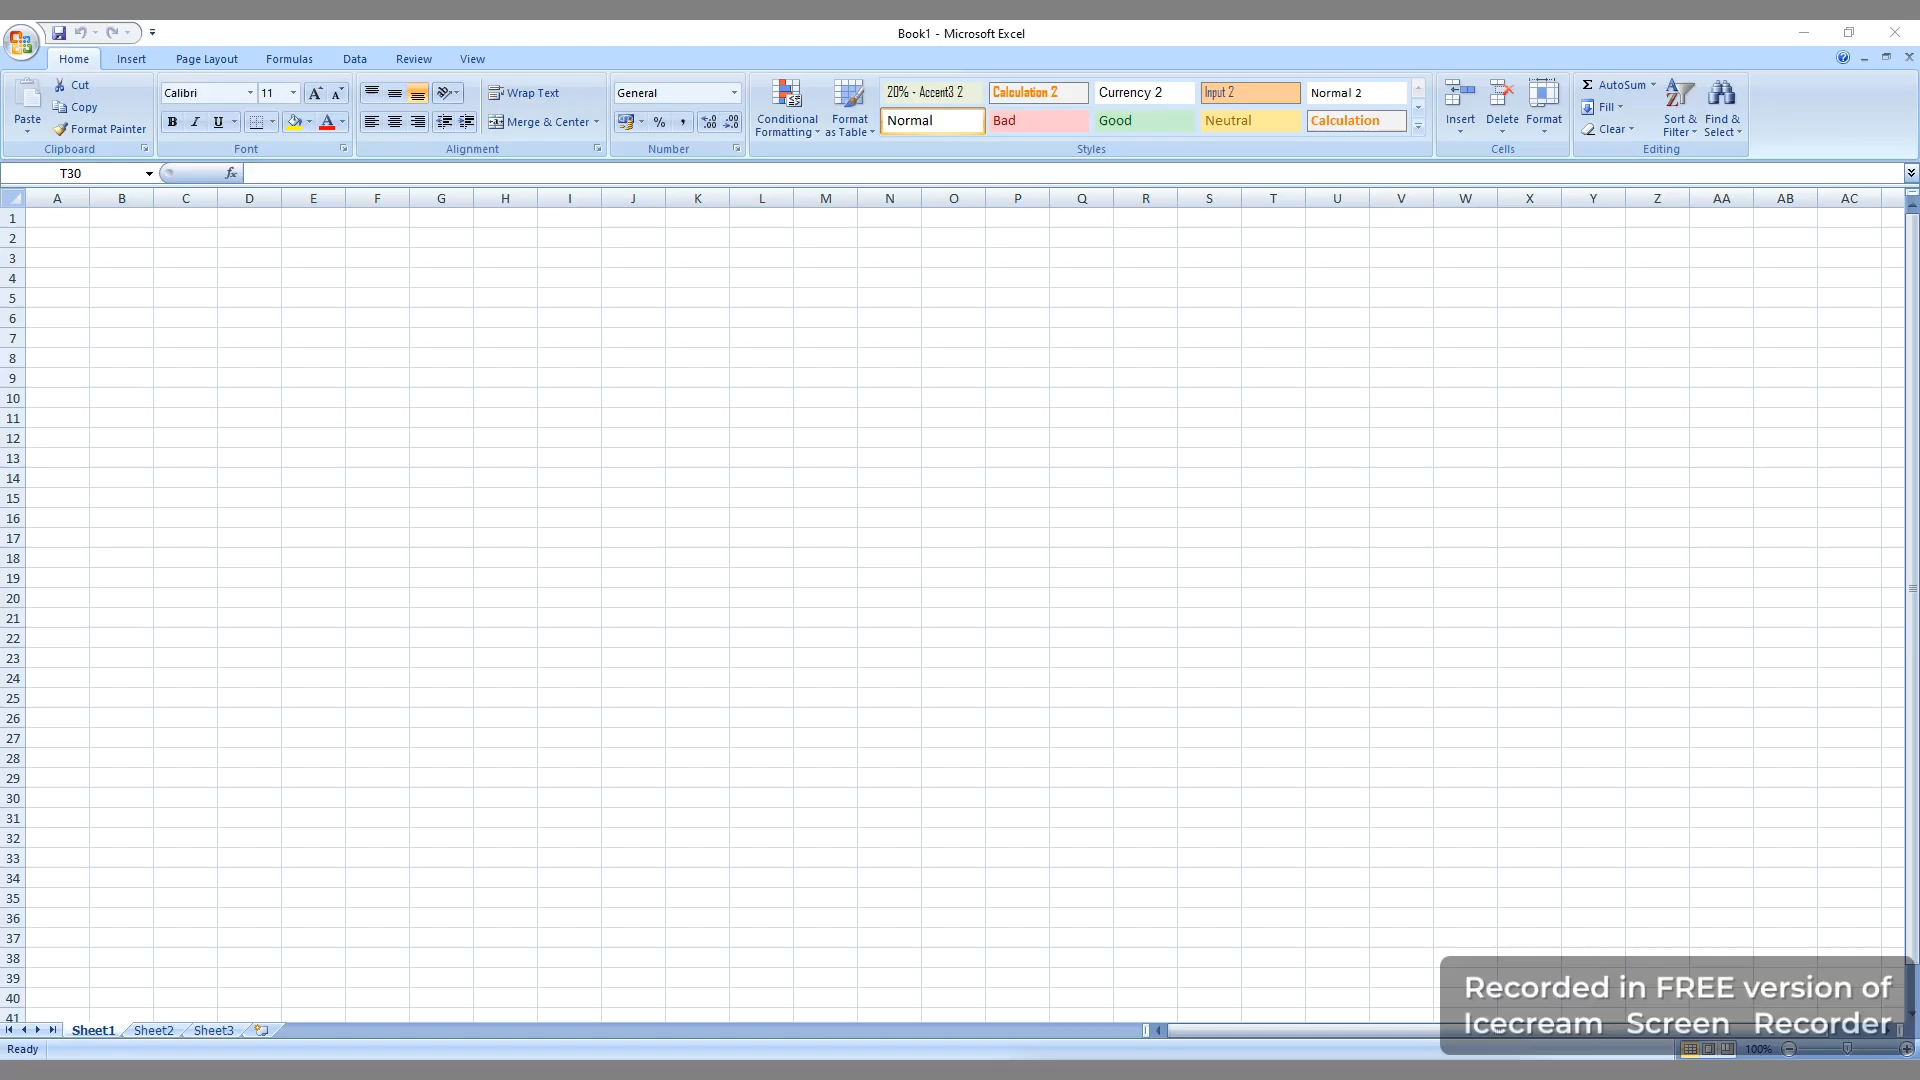 Book1 - Microsoft Excel
Home Insert Page Layout Formulas Data Review View
Paste Cut Copy Format Painter
Clipboard
Calibri 11
B I U
Font
Wrap Text
Merge & Center
Alignment
General
% ,
Number
Conditional Formatting
Format as Table
20% - Accent3 2 Calculation 2 Currency 2 Input 2 Normal 2
Normal Bad Good Neutral Calculation
Styles
Insert Delete Format
Cells
Σ AutoSum
Fill
Clear
Sort & Filter
Find & Select
Editing
T30 fx
A B C D E F G H I J K L M N O P Q R S T U V W X Y Z AA AB AC
1
2
3
4
5
6
7
8
9
10
11
12
13
14
15
16
17
18
19
20
21
22
23
24
25
26
27
28
29
30
31
32
33
34
35
36
37
38
39
40
41
Sheet1 Sheet2 Sheet3
Ready
100%
Recorded in FREE version of
Icecream Screen Recorder